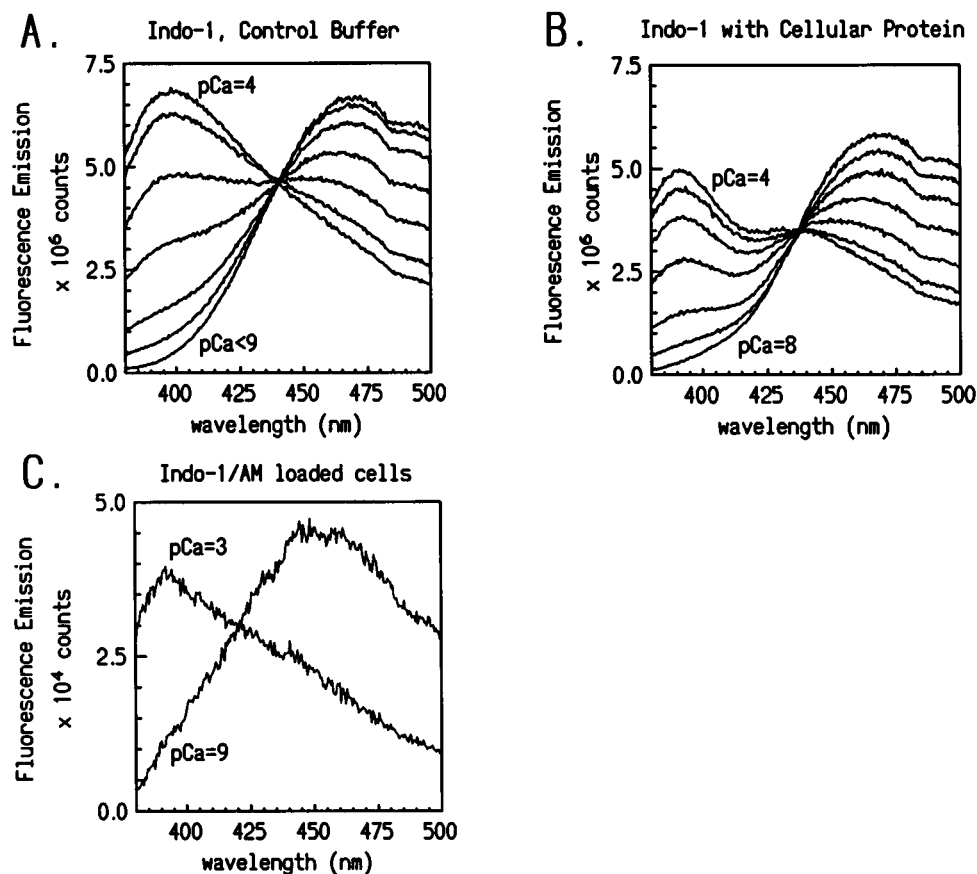 A. Indo-1, Control Buffer
Fluorescence Emission
x 10⁶ counts
7.5
5.0
2.5
0.0
pCa=4
pCa<9
400 425 450 475 500
wavelength (nm)
B. Indo-1 with Cellular Protein
Fluorescence Emission
x 10⁶ counts
7.5
5.0
2.5
0.0
pCa=4
pCa=8
400 425 450 475 500
wavelength (nm)
C. Indo-1/AM loaded cells
Fluorescence Emission
x 10⁴ counts
5.0
2.5
0.0
pCa=3
pCa=9
400 425 450 475 500
wavelength (nm)